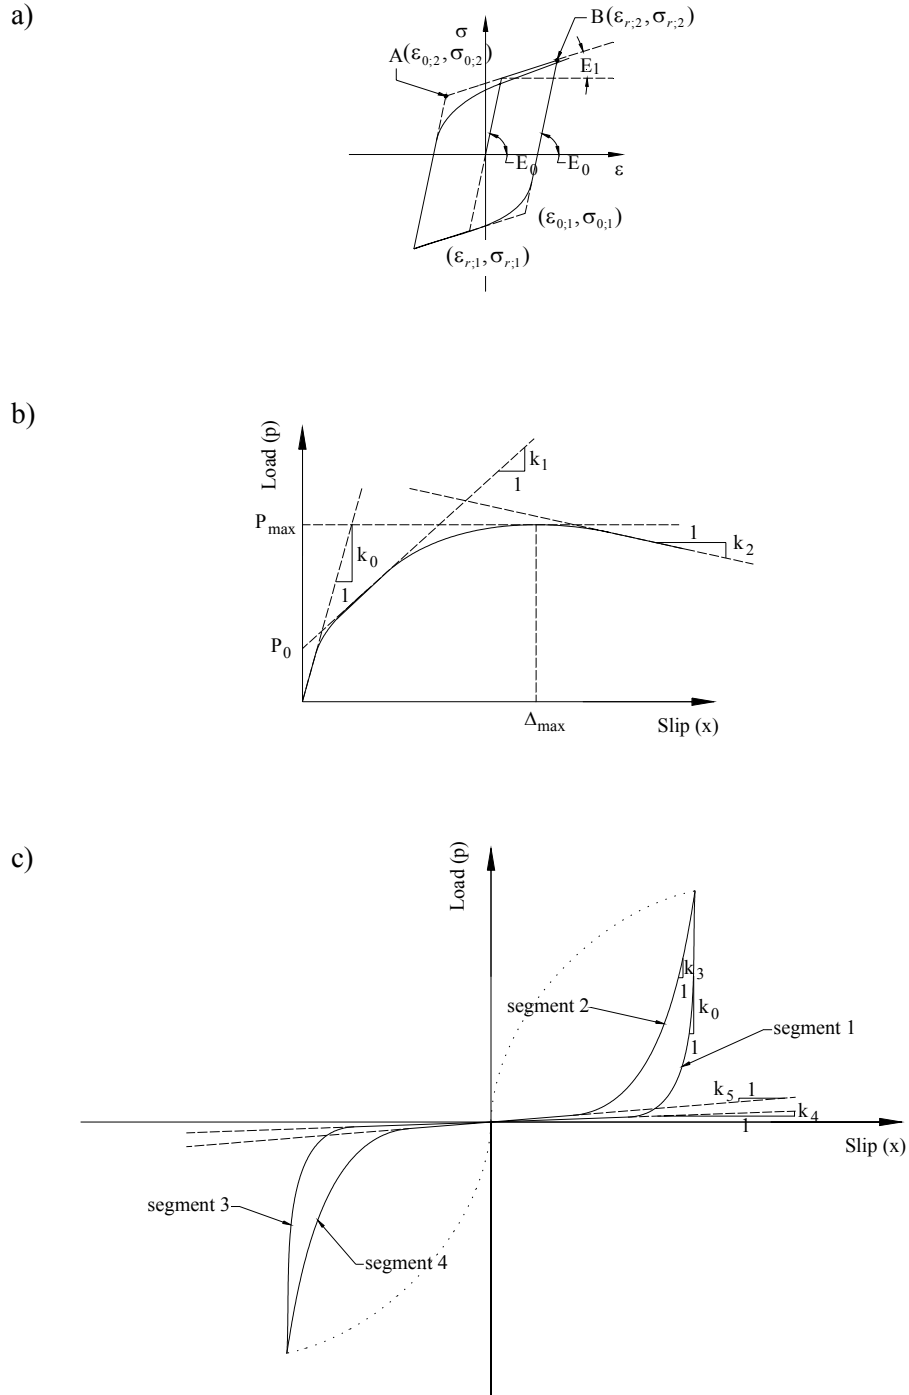 a)
σ
B(ε_{r;2}, σ_{r;2})
A(ε_{0;2}, σ_{0;2})
E_1
E_0
E_0
ε
(ε_{0;1}, σ_{0;1})
(ε_{r;1}, σ_{r;1})
b)
Load (p)
k_1
1
P_max
k_0
1
1
k_2
P_0
Δ_max
Slip (x)
c)
Load (p)
k_3
1
segment 2
k_0
segment 1
1
k_5
1
k_4
1
Slip (x)
segment 3
segment 4